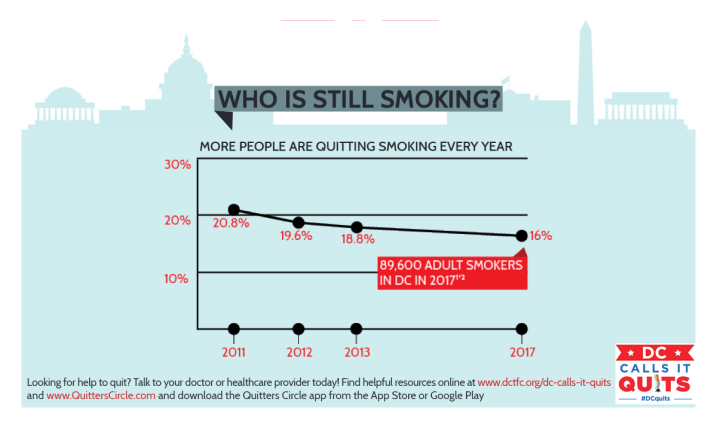 WHO IS STILL SMOKING?
MORE PEOPLE ARE QUITTING SMOKING EVERY YEAR
30%
20%
10%
20.8%
19.6%
18.8%
16%
89,600 ADULT SMOKERS
IN DC IN 2017¹'²
2011
2012
2013
2017
Looking for help to quit? Talk to your doctor or healthcare provider today! Find helpful resources online at www.dctfc.org/dc-calls-it-quits
and www.QuittersCircle.com and download the Quitters Circle app from the App Store or Google Play
DC
CALLS IT
QUITS
#DCquits